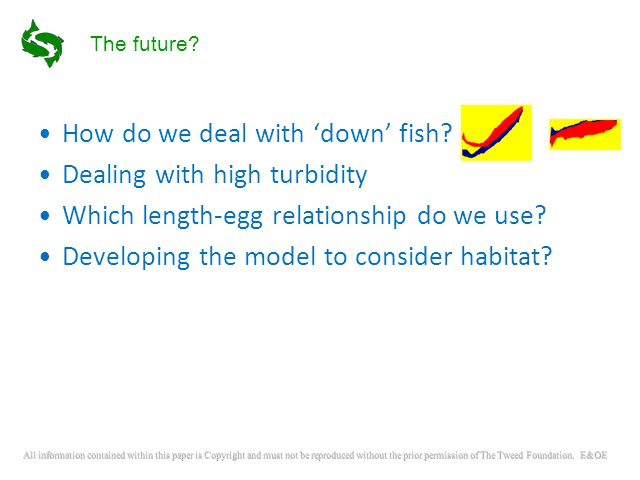 The future?
• How do we deal with ‘down’ fish?
• Dealing with high turbidity
• Which length-egg relationship do we use?
• Developing the model to consider habitat?
All information contained within this paper is Copyright and must not be reproduced without the prior permission of The Tweed Foundation. E&OE